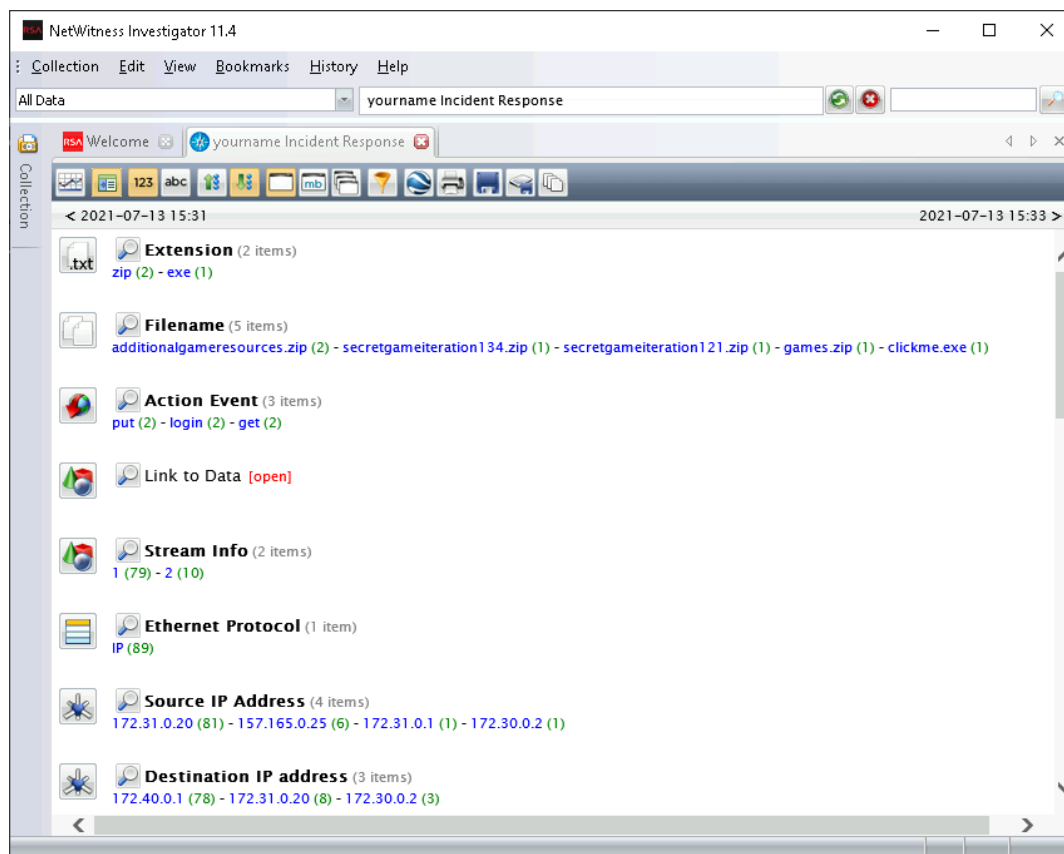 RSA NetWitness Investigator 11.4
Collection Edit View Bookmarks History Help
All Data yourname Incident Response
RSA Welcome yourname Incident Response
Collection
123 abc mb
< 2021-07-13 15:31 2021-07-13 15:33 >
.txt Extension (2 items)
zip (2) - exe (1)
Filename (5 items)
additionalgameresources.zip (2) - secretgameiteration134.zip (1) - secretgameiteration121.zip (1) - games.zip (1) - clickme.exe (1)
Action Event (3 items)
put (2) - login (2) - get (2)
Link to Data [open]
Stream Info (2 items)
1 (79) - 2 (10)
Ethernet Protocol (1 item)
IP (89)
Source IP Address (4 items)
172.31.0.20 (81) - 157.165.0.25 (6) - 172.31.0.1 (1) - 172.30.0.2 (1)
Destination IP address (3 items)
172.40.0.1 (78) - 172.31.0.20 (8) - 172.30.0.2 (3)